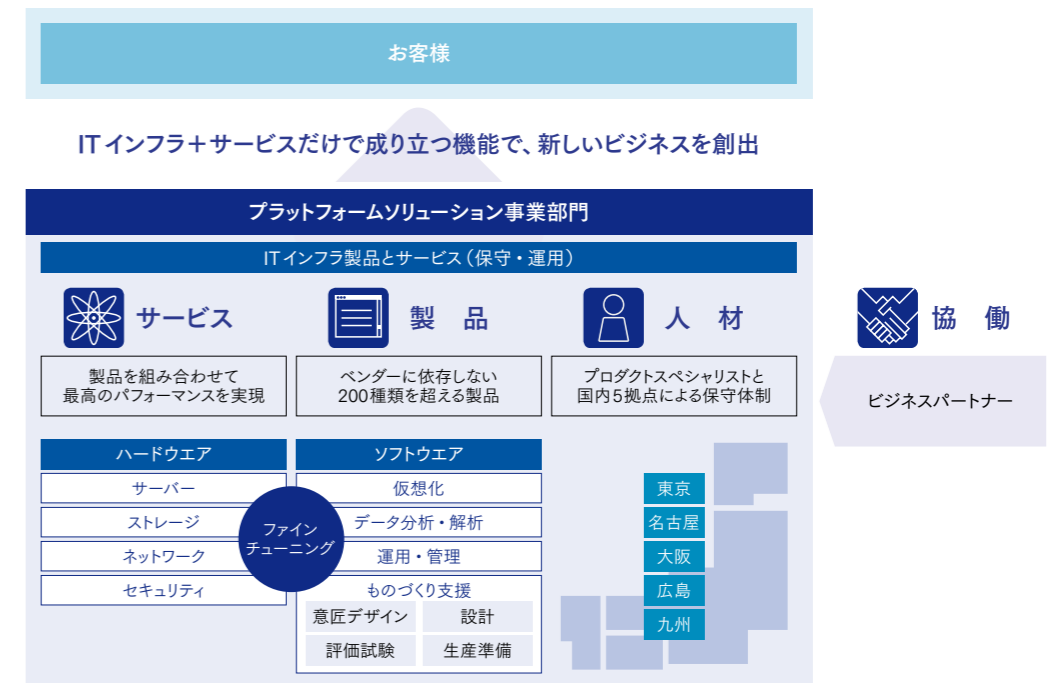 お客様
ITインフラ＋サービスだけで成り立つ機能で、新しいビジネスを創出
プラットフォームソリューション事業部門
ITインフラ製品とサービス（保守・運用）
サービス
製品を組み合わせて
最高のパフォーマンスを実現
製品
ベンダーに依存しない
200種類を超える製品
人材
プロダクトスペシャリストと
国内5拠点による保守体制
協働
ビジネスパートナー
ハードウエア
サーバー
ストレージ
ネットワーク
セキュリティ
ファイン
チューニング
ソフトウエア
仮想化
データ分析・解析
運用・管理
ものづくり支援
意匠デザイン
設計
評価試験
生産準備
東京
名古屋
大阪
広島
九州